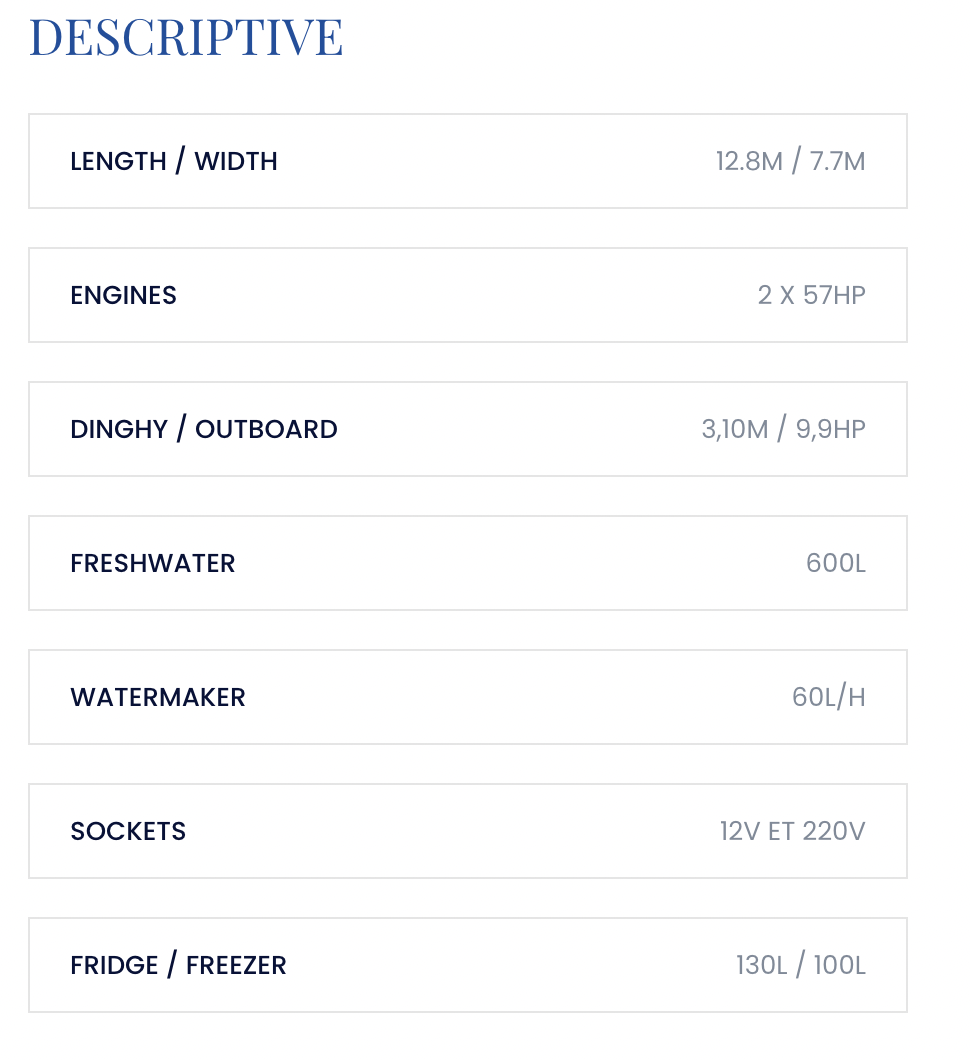 DESCRIPTIVE
LENGTH / WIDTH 12.8M / 7.7M
ENGINES 2 X 57HP
DINGHY / OUTBOARD 3,10M / 9,9HP
FRESHWATER 600L
WATERMAKER 60L/H
SOCKETS 12V ET 220V
FRIDGE / FREEZER 130L / 100L